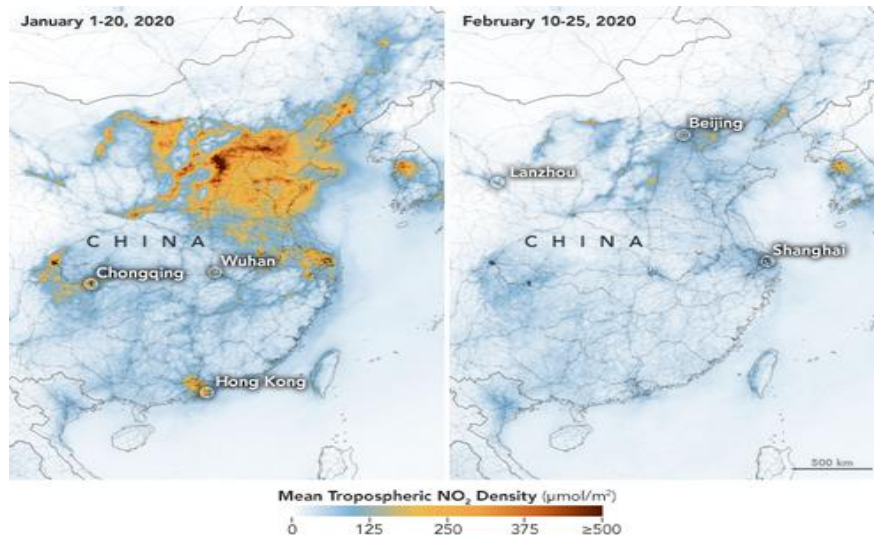 January 1-20, 2020
CHINA
Wuhan
Chongqing
Hong Kong
February 10-25, 2020
Beijing
Lanzhou
CHINA
Shanghai
500 km
Mean Tropospheric NO₂ Density (µmol/m²)
0 125 250 375 ≥500